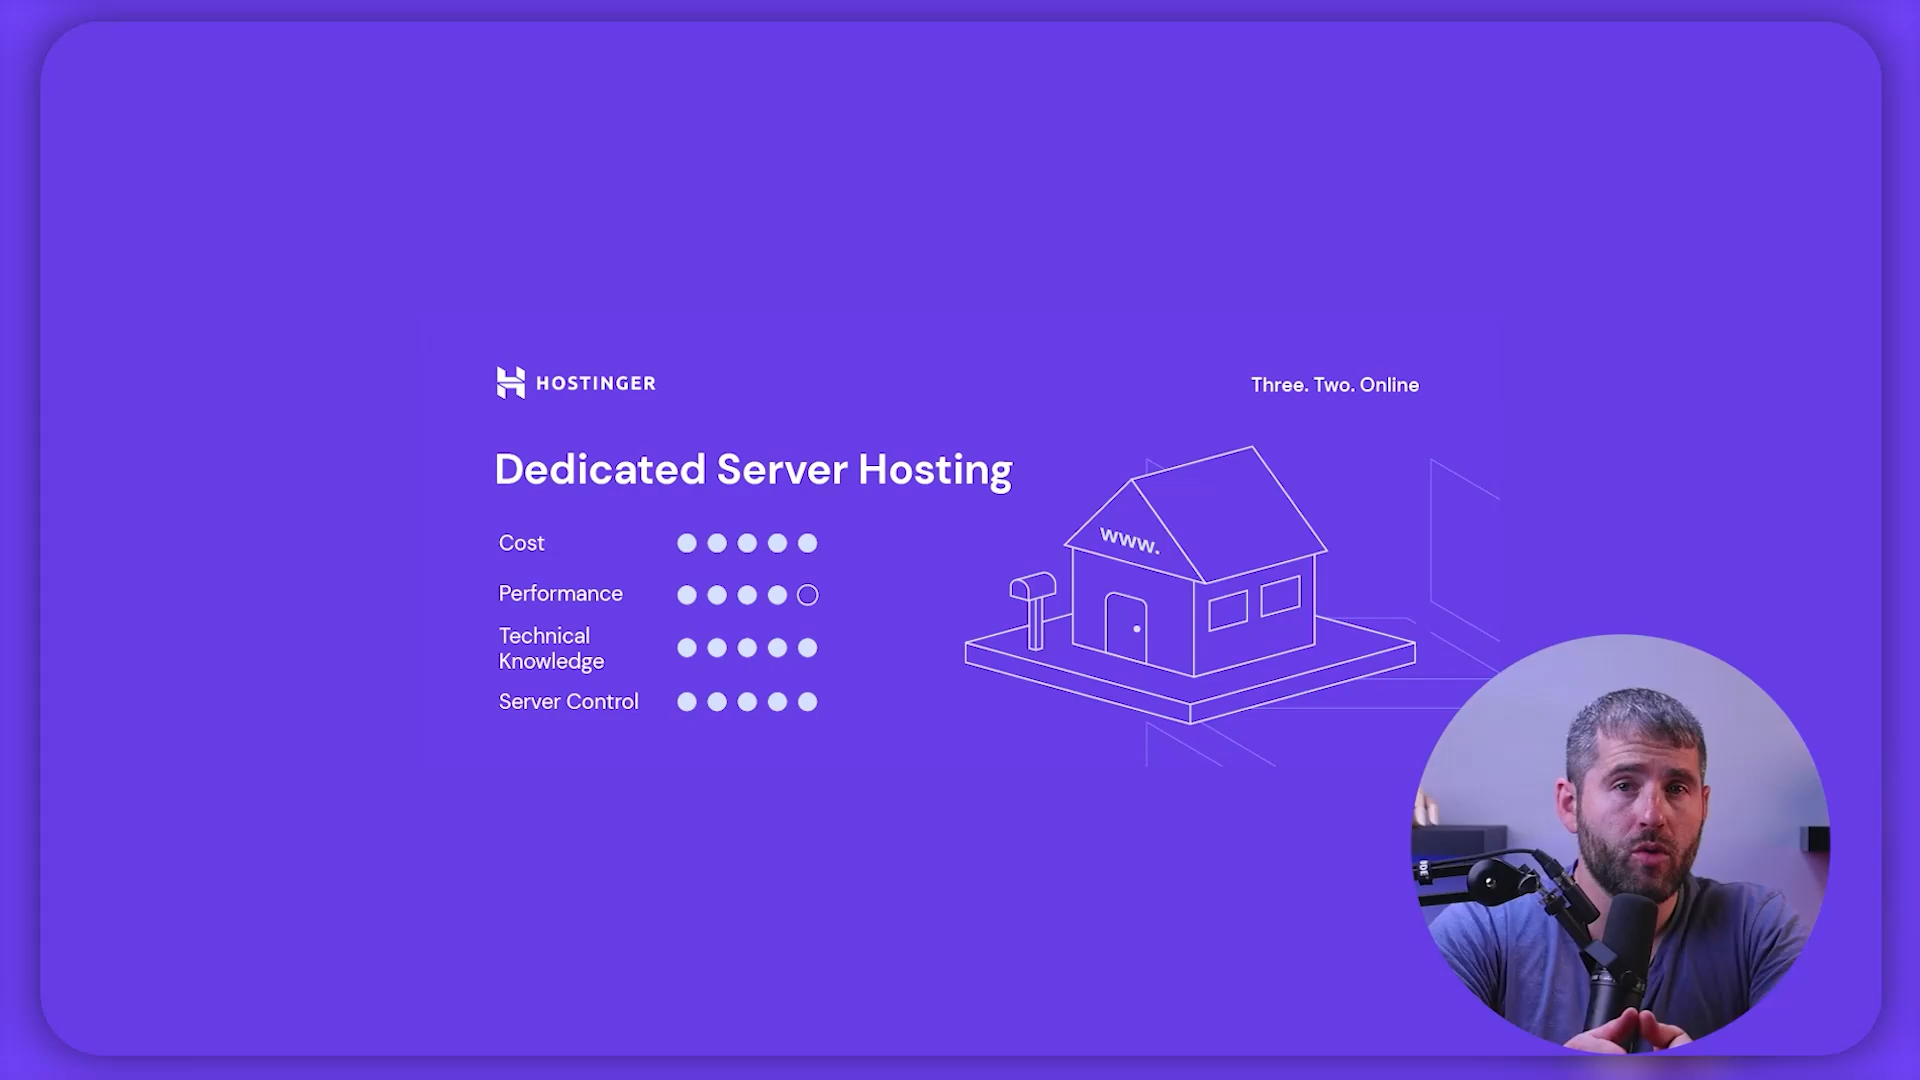 HOSTINGER
Three. Two. Online
Dedicated Server Hosting
www.
Cost
Performance
Technical
Knowledge
Server Control